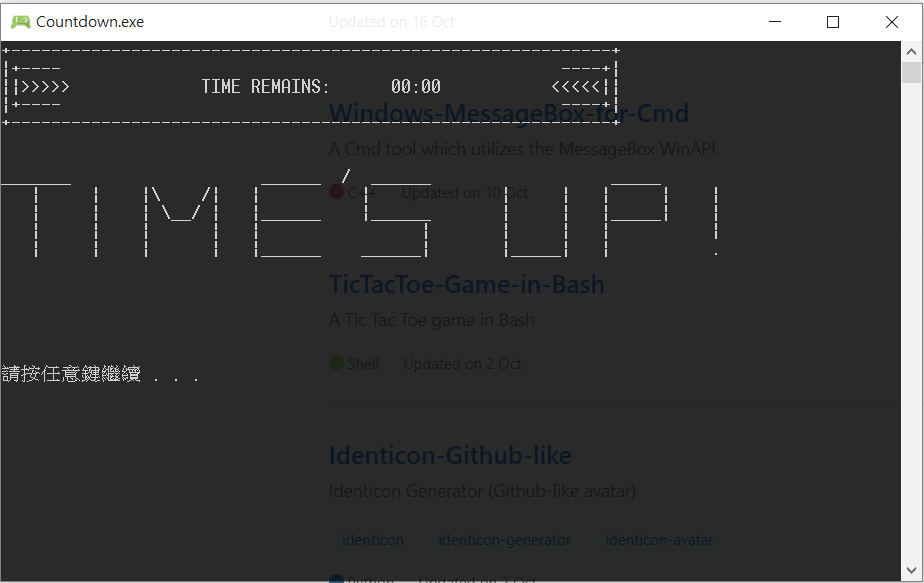 Countdown.exe
Updated on 16 Oct
>>>>> TIME REMAINS: 00:00 <<<<<
Windows-MessageBox-for-Cmd
A Cmd tool which utilizes the MessageBox WinAPI.
C++ Updated on 10 Oct
TIME'S UP!
TicTacToe-Game-in-Bash
A Tic Tac Toe game in Bash
Shell Updated on 2 Oct
請按任意鍵繼續 . . .
Identicon-Github-like
Identicon Generator (Github-like avatar)
identicon identicon-generator identicon-avatar
Python Updated on 2 Oct